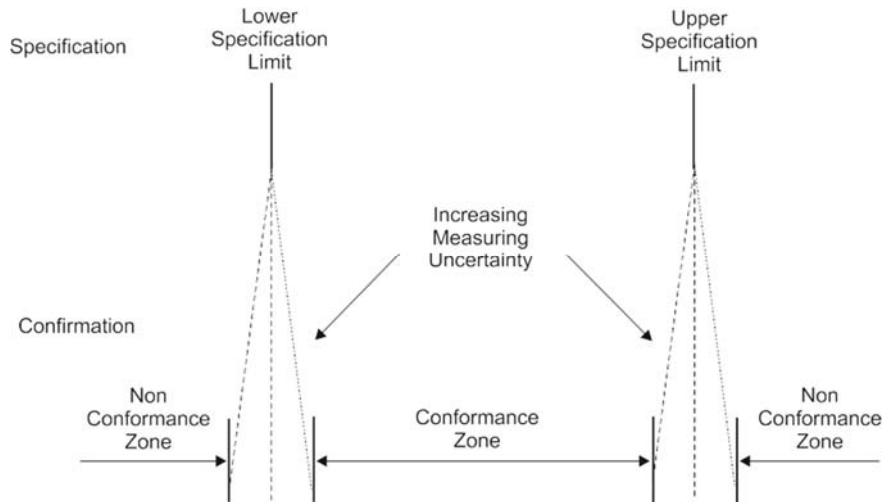 Specification
Lower
Specification
Limit
Upper
Specification
Limit
Increasing
Measuring
Uncertainty
Confirmation
Non
Conformance
Zone
Conformance
Zone
Non
Conformance
Zone